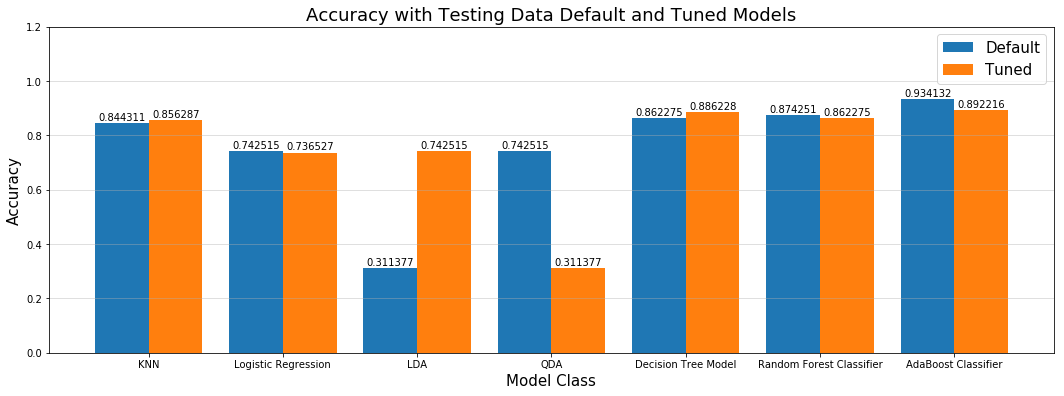 Accuracy with Testing Data Default and Tuned Models
Default
Tuned
Accuracy
1.2
1.0
0.8
0.6
0.4
0.2
0.0
0.844311
0.856287
0.742515
0.736527
0.311377
0.742515
0.742515
0.311377
0.862275
0.886228
0.874251
0.862275
0.934132
0.892216
KNN
Logistic Regression
LDA
QDA
Decision Tree Model
Random Forest Classifier
AdaBoost Classifier
Model Class